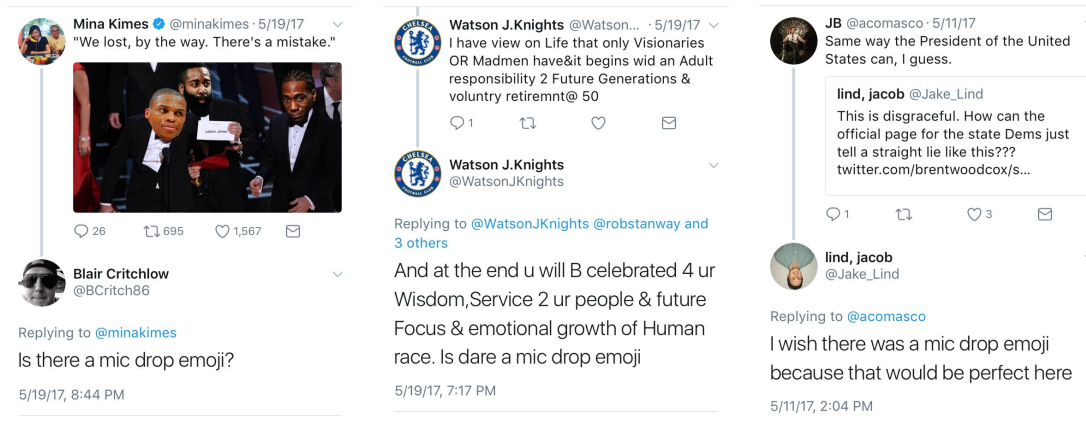 Mina Kimes @minakimes · 5/19/17
"We lost, by the way. There's a mistake."
26 695 1,567
Blair Critchlow
@BCritch86
Replying to @minakimes
Is there a mic drop emoji?
5/19/17, 8:44 PM
CHELSEA
FOOTBALL CLUB
Watson J.Knights @Watson... · 5/19/17
I have view on Life that only Visionaries
OR Madmen have&it begins wid an Adult
responsibility 2 Future Generations &
voluntry retiremnt@ 50
1
CHELSEA
FOOTBALL CLUB
Watson J.Knights
@WatsonJKnights
Replying to @WatsonJKnights @robstanway and
3 others
And at the end u will B celebrated 4 ur
Wisdom,Service 2 ur people & future
Focus & emotional growth of Human
race. Is dare a mic drop emoji
5/19/17, 7:17 PM
JB @acomasco · 5/11/17
Same way the President of the United
States can, I guess.
lind, jacob @Jake_Lind
This is disgraceful. How can the
official page for the state Dems just
tell a straight lie like this???
twitter.com/brentwoodcox/s...
1 3
lind, jacob
@Jake_Lind
Replying to @acomasco
I wish there was a mic drop emoji
because that would be perfect here
5/11/17, 2:04 PM